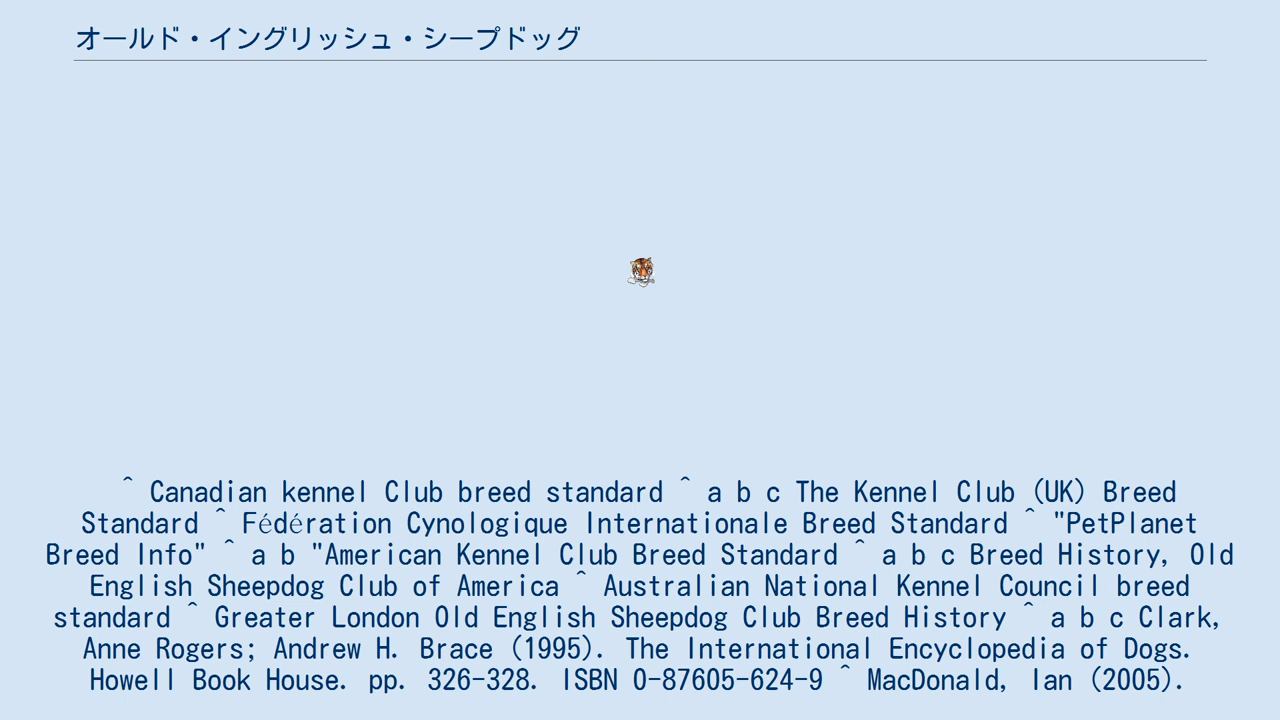 オールド・イングリッシュ・シープドッグ
^ Canadian kennel Club breed standard ^ a b c The Kennel Club (UK) Breed
Standard ^ Fédération Cynologique Internationale Breed Standard ^ "PetPlanet
Breed Info" ^ a b "American Kennel Club Breed Standard ^ a b c Breed History, Old
English Sheepdog Club of America ^ Australian National Kennel Council breed
standard ^ Greater London Old English Sheepdog Club Breed History ^ a b c Clark,
Anne Rogers; Andrew H. Brace (1995). The International Encyclopedia of Dogs.
Howell Book House. pp. 326-328. ISBN 0-87605-624-9 ^ MacDonald, Ian (2005).